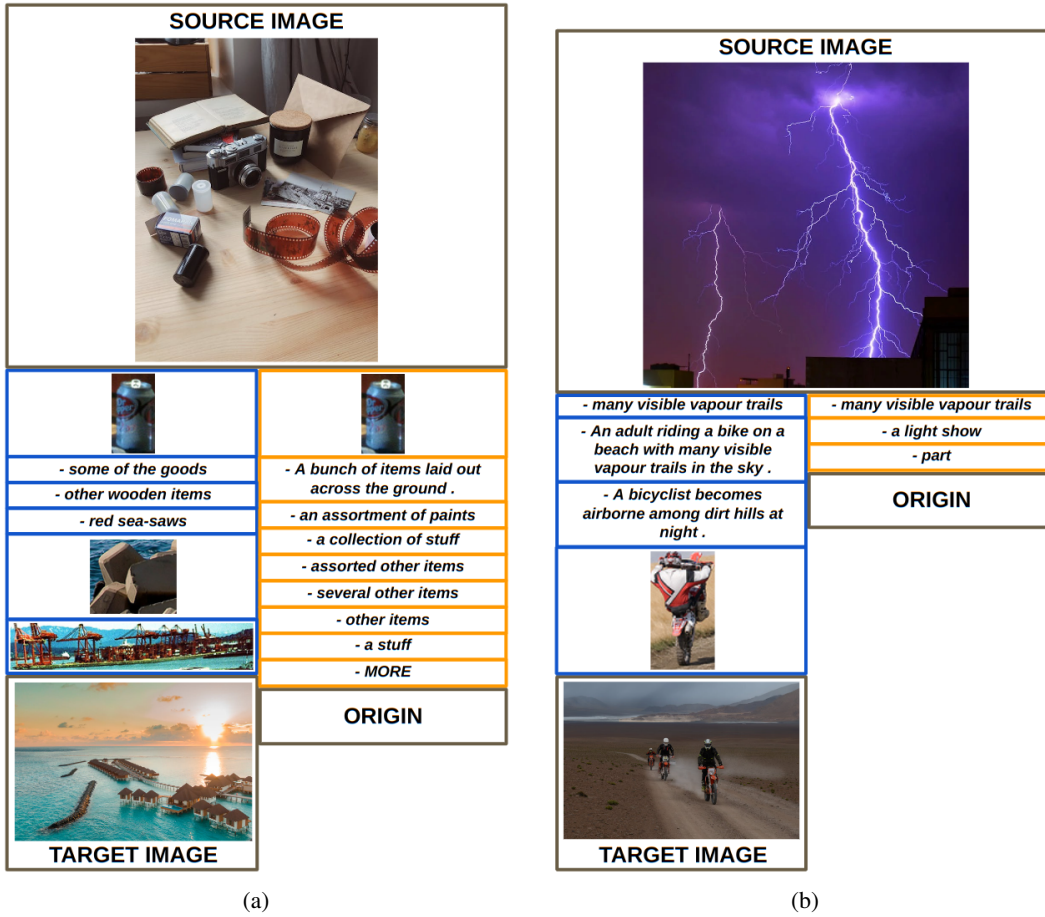 SOURCE IMAGE
- some of the goods
- other wooden items
- red sea-saws
TARGET IMAGE
- A bunch of items laid out
across the ground .
- an assortment of paints
- a collection of stuff
- assorted other items
- several other items
- other items
- a stuff
- MORE
ORIGIN
(a)
SOURCE IMAGE
- many visible vapour trails
- An adult riding a bike on a
beach with many visible
vapour trails in the sky .
- A bicyclist becomes
airborne among dirt hills at
night .
TARGET IMAGE
- many visible vapour trails
- a light show
- part
ORIGIN
(b)